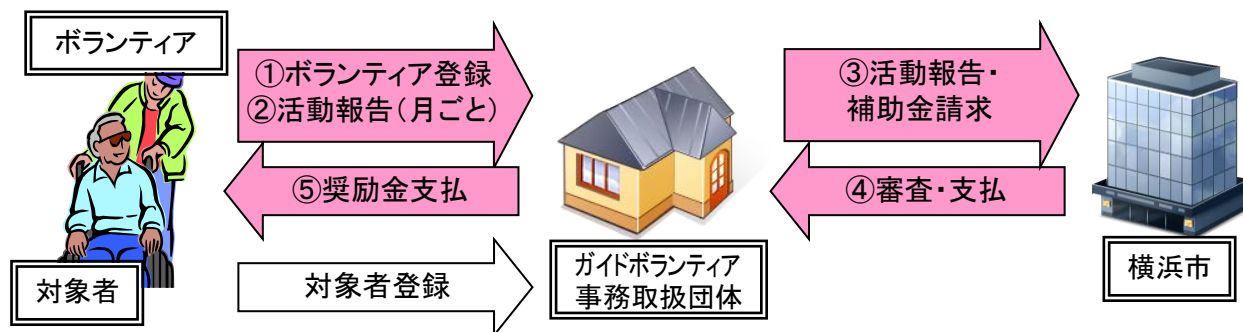 ボランティア
①ボランティア登録
②活動報告(月ごと)
③活動報告・
補助金請求
⑤奨励金支払
④審査・支払
対象者
対象者登録
ガイドボランティア
事務取扱団体
横浜市